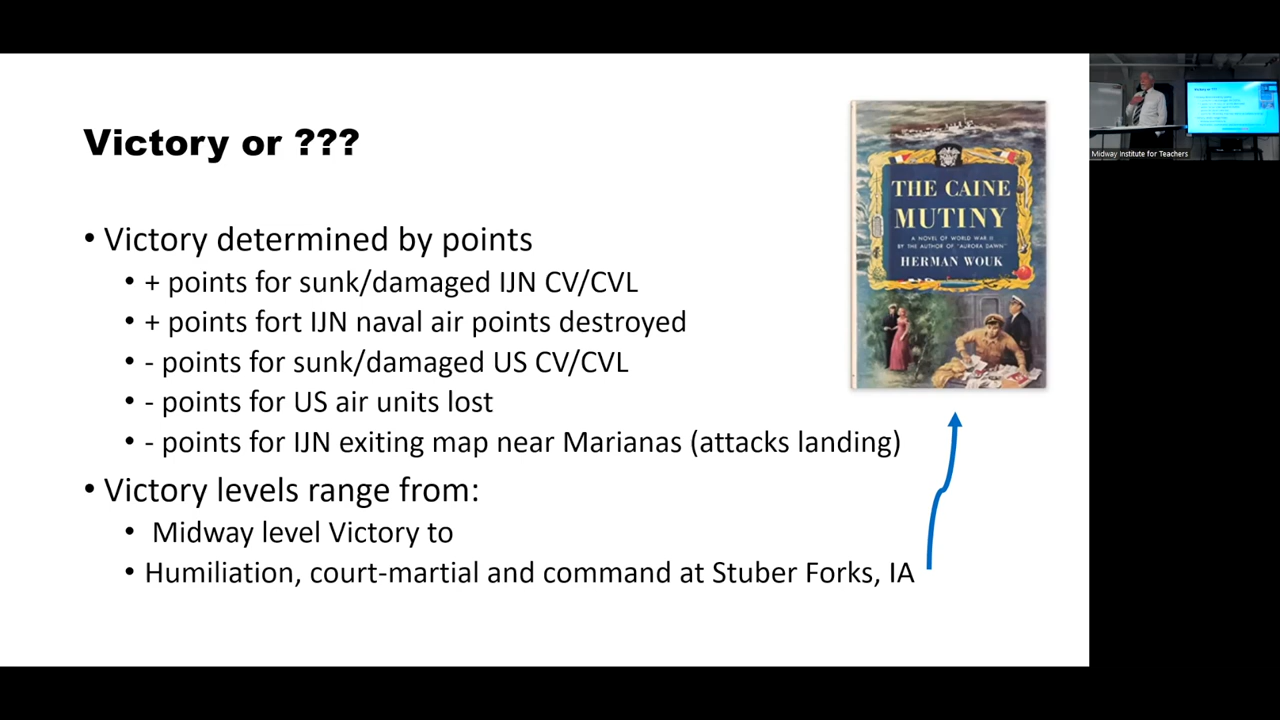 Victory or ???
• Victory determined by points
• + points for sunk/damaged IJN CV/CVL
• + points fort IJN naval air points destroyed
• - points for sunk/damaged US CV/CVL
• - points for US air units lost
• - points for IJN exiting map near Marianas (attacks landing)
• Victory levels range from:
• Midway level Victory to
• Humiliation, court-martial and command at Stuber Forks, IA
THE CAINE
MUTINY
A NOVEL OF WORLD WAR II
BY THE AUTHOR OF "AURORA DAWN"
HERMAN WOUK
Victory or ???
Midway Institute for Teachers